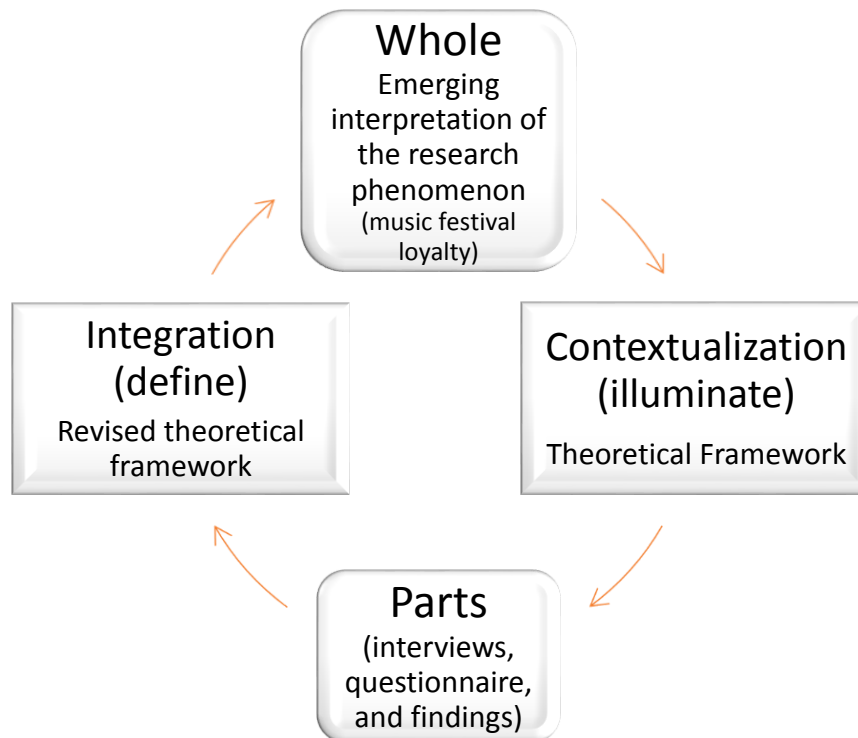 Whole
Emerging
interpretation of
the research
phenomenon
(music festival
loyalty)
Contextualization
(illuminate)
Theoretical Framework
Parts
(interviews,
questionnaire,
and findings)
Integration
(define)
Revised theoretical
framework